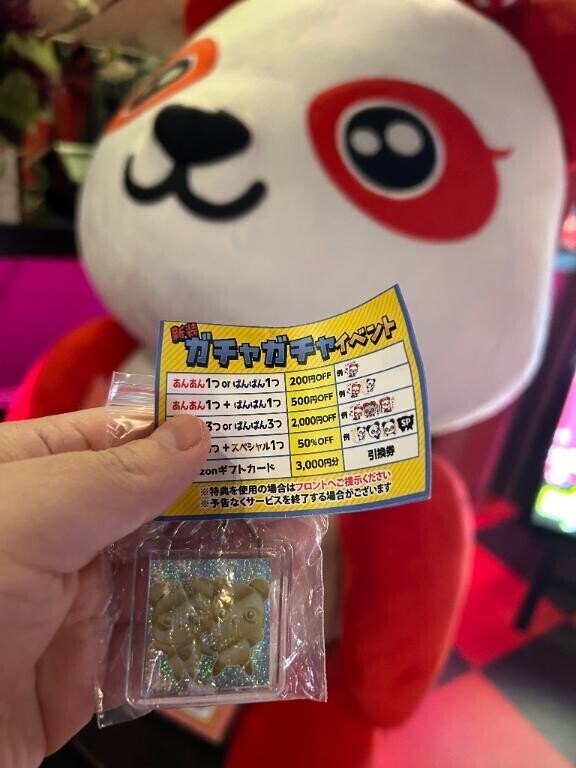 新装
ガチャガチャイベント
あんあん1つ or ぱんぱん1つ 200円OFF 例
あんあん1つ + ぱんぱん1つ 500円OFF 例
3つ or ぱんぱん3つ 2,000円OFF 例
+ スペシャル1つ 50%OFF 例 SP
zonギフトカード 3,000円分 引換券
※特典を使用の場合はフロントへご提示ください
※予告なくサービスを終了する場合がございます